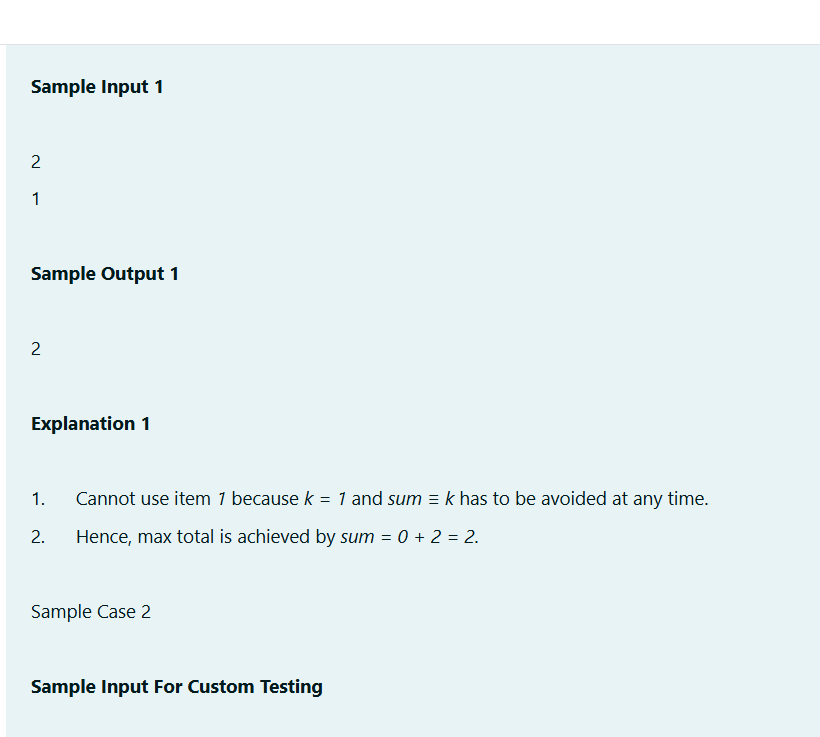 Sample Input 1
2
1
Sample Output 1
2
Explanation 1
1. Cannot use item 1 because k = 1 and sum ≡ k has to be avoided at any time.
2. Hence, max total is achieved by sum = 0 + 2 = 2.
Sample Case 2
Sample Input For Custom Testing